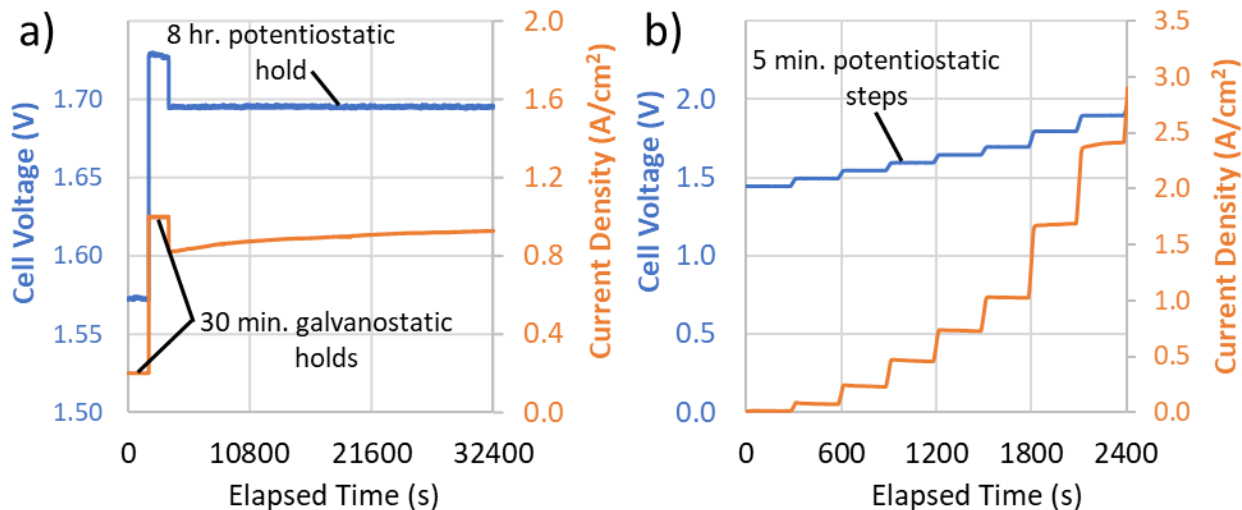 a)
8 hr. potentiostatic
hold
30 min. galvanostatic
holds
Cell Voltage (V)
1.70
1.65
1.60
1.55
1.50
Current Density (A/cm²)
2.0
1.6
1.2
0.8
0.4
0.0
0 10800 21600 32400
Elapsed Time (s)
b)
5 min. potentiostatic
steps
Cell Voltage (V)
2.0
1.5
1.0
0.5
0.0
Current Density (A/cm²)
3.5
3.0
2.5
2.0
1.5
1.0
0.5
0.0
0 600 1200 1800 2400
Elapsed Time (s)